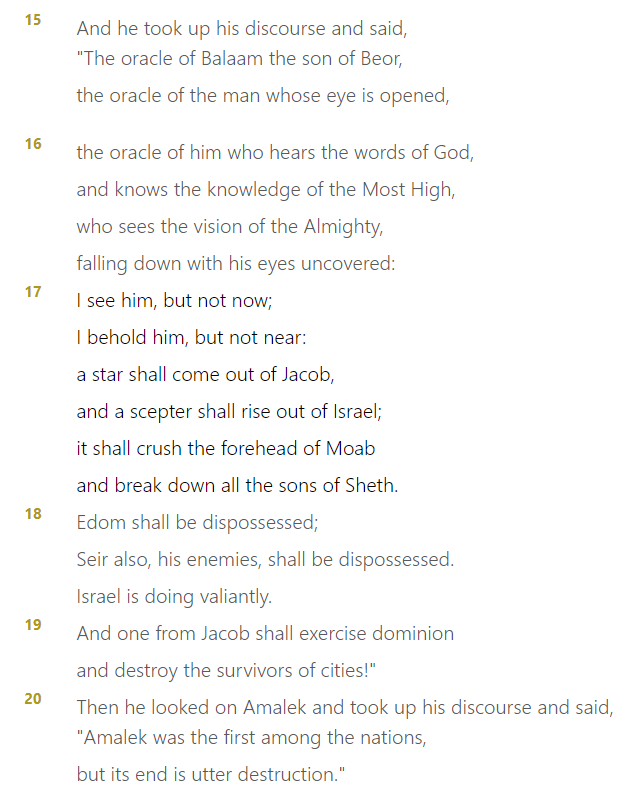 15 And he took up his discourse and said,
"The oracle of Balaam the son of Beor,
the oracle of the man whose eye is opened,
16 the oracle of him who hears the words of God,
and knows the knowledge of the Most High,
who sees the vision of the Almighty,
falling down with his eyes uncovered:
17 I see him, but not now;
I behold him, but not near:
a star shall come out of Jacob,
and a scepter shall rise out of Israel;
it shall crush the forehead of Moab
and break down all the sons of Sheth.
18 Edom shall be dispossessed;
Seir also, his enemies, shall be dispossessed.
Israel is doing valiantly.
19 And one from Jacob shall exercise dominion
and destroy the survivors of cities!"
20 Then he looked on Amalek and took up his discourse and said,
"Amalek was the first among the nations,
but its end is utter destruction."